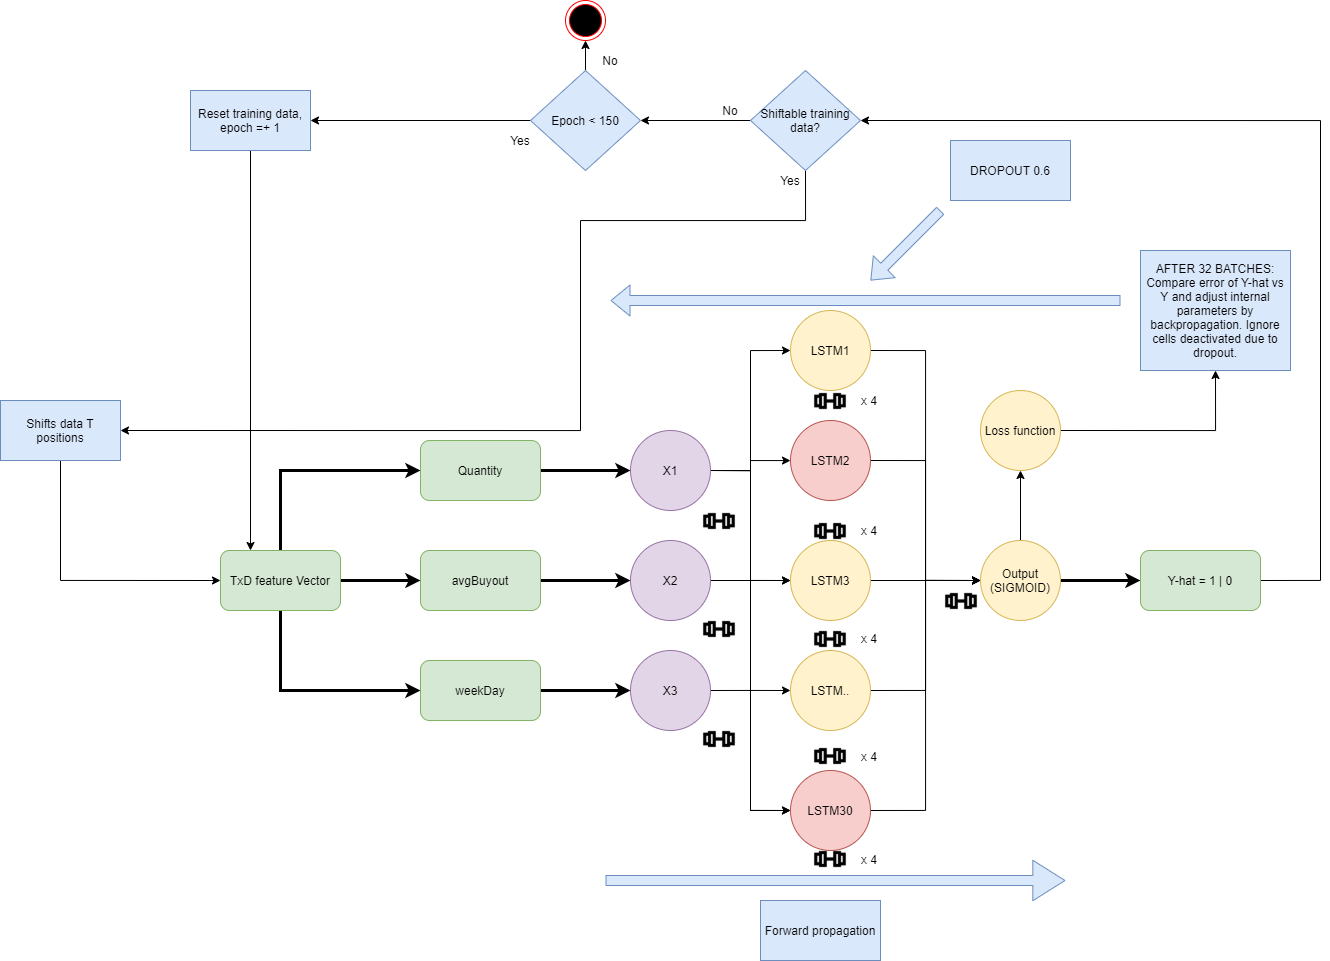 No
Reset training data,
epoch =+ 1
Yes
Epoch < 150
No
Shiftable training
data?
Yes
DROPOUT 0.6
AFTER 32 BATCHES:
Compare error of Y-hat vs
Y and adjust internal
parameters by
backpropagation. Ignore
cells deactivated due to
dropout.
Shifts data T
positions
LSTM1
x 4
Quantity
X1
LSTM2
x 4
Loss function
TxD feature Vector
avgBuyout
X2
LSTM3
x 4
Output
(SIGMOID)
Y-hat = 1 | 0
weekDay
X3
LSTM..
x 4
LSTM30
x 4
Forward propagation